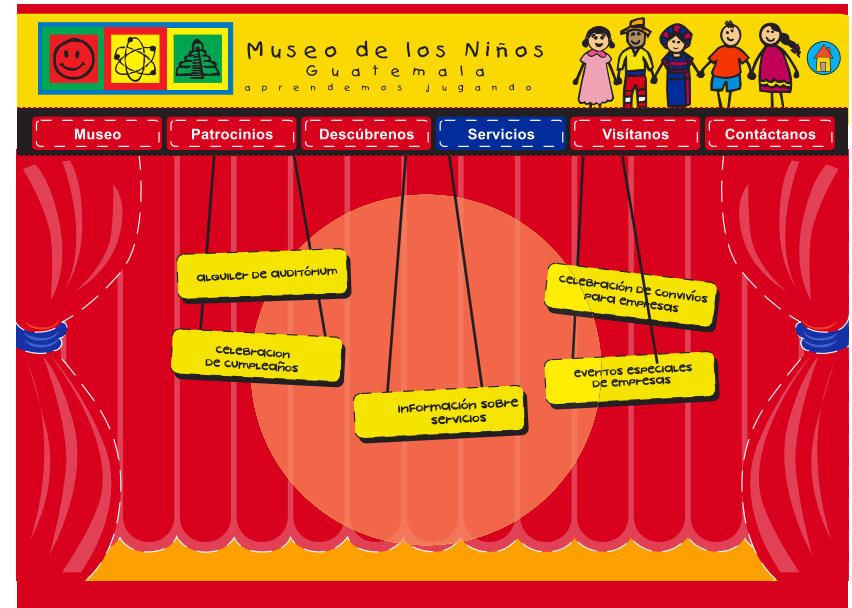 Museo de los Niños
Guatemala
aprendemos jugando
Museo
Patrocinios
Descúbrenos
Servicios
Visítanos
Contáctanos
alquiler de auditórium
celebracion
de cumpleaños
información sobre
servicios
celebración de convivíos
para empresas
eventos especiales
de empresas